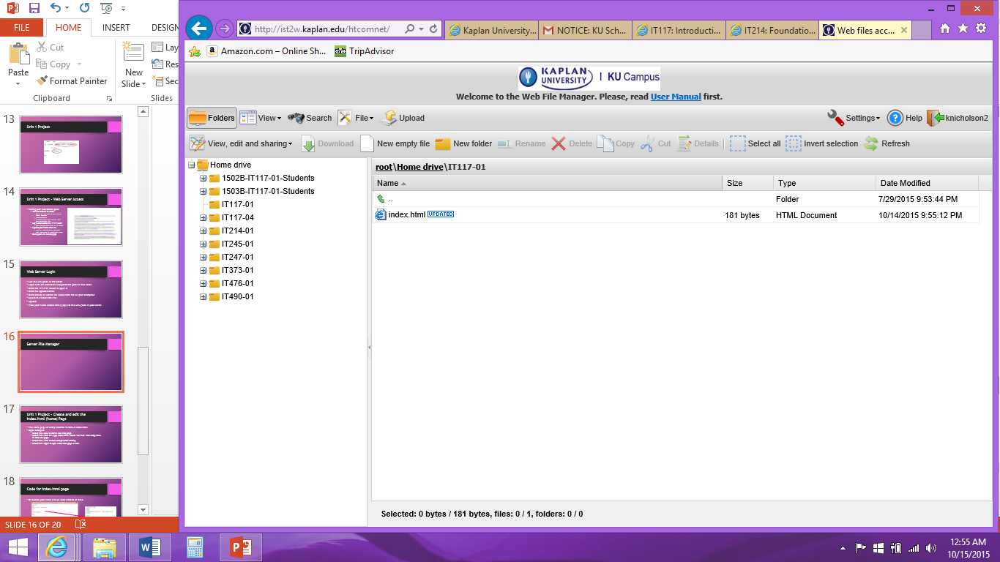 FILE HOME INSERT DESIGN
Paste
Cut
Copy
Format Painter
Clipboard
New
Slide
Lay
Res
Sec
Slides
13
Unit 1 Project
14
Unit 1 Project - Web Server Access
15
Web Server Login
16
Server File Manager
17
Unit 1 Project - Create and edit the
index.html (home) Page
18
Code for index.html page
SLIDE 16 OF 20
http://ist2w.kaplan.edu/htcomnet/
Kaplan University...
NOTICE: KU Sch...
IT117: Introducti...
IT214: Foundatio...
Web files acc...
Amazon.com – Online Sh...
TripAdvisor
KAPLAN UNIVERSITY | KU Campus
Welcome to the Web File Manager. Please, read User Manual first.
Folders View Search File Upload Settings Help knicholson2
View, edit and sharing Download New empty file New folder Rename Delete Copy Cut Details Select all Invert selection Refresh
Home drive
1502B-IT117-01-Students
1503B-IT117-01-Students
IT117-01
IT117-04
IT214-01
IT245-01
IT247-01
IT373-01
IT476-01
IT490-01
root\Home drive\IT117-01
Name Size Type Date Modified
.. Folder 7/29/2015 9:53:44 PM
index.html UPDATED 181 bytes HTML Document 10/14/2015 9:55:12 PM
Selected: 0 bytes / 181 bytes, files: 0 / 1, folders: 0 / 0
12:55 AM
10/15/2015